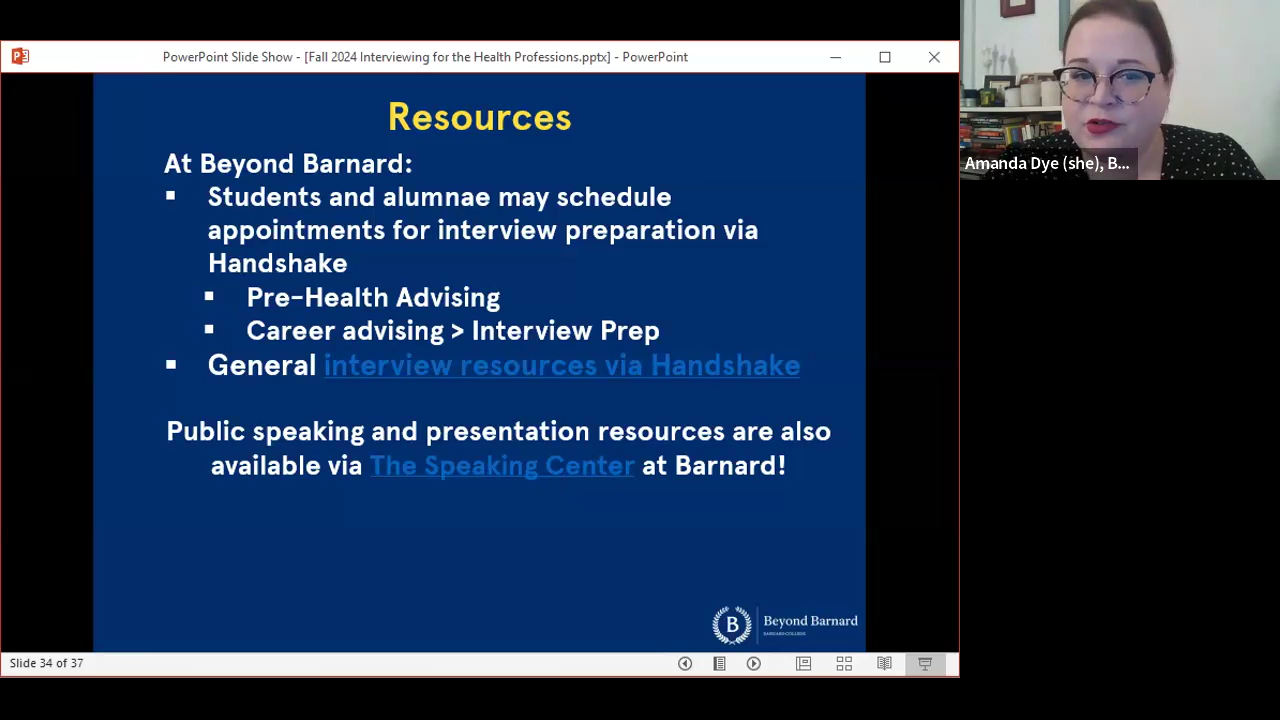 PowerPoint Slide Show - [Fall 2024 Interviewing for the Health Professions.pptx] - PowerPoint
Resources
At Beyond Barnard:
▪ Students and alumnae may schedule
appointments for interview preparation via
Handshake
▪ Pre-Health Advising
▪ Career advising > Interview Prep
▪ General interview resources via Handshake
Public speaking and presentation resources are also
available via The Speaking Center at Barnard!
B
Beyond Barnard
BARNARD COLLEGE
Slide 34 of 37
Amanda Dye (she), B...